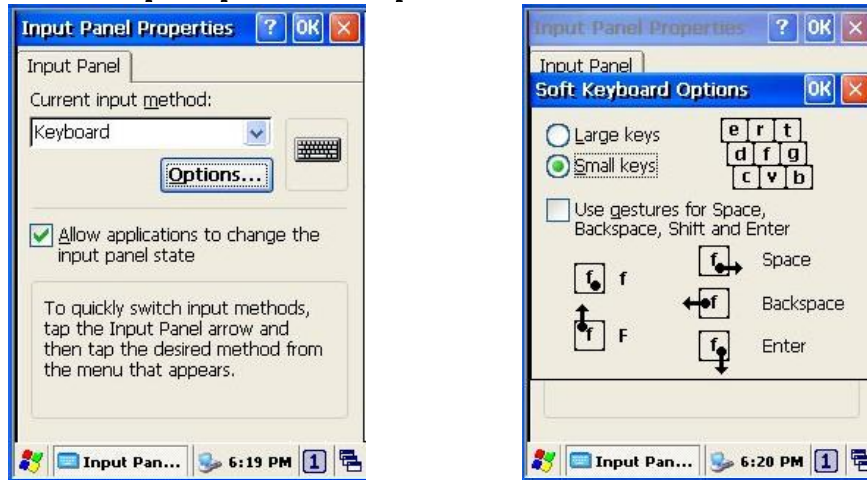 Input Panel Properties ? OK
Input Panel
Current input method:
Keyboard
Options...
Allow applications to change the
input panel state
To quickly switch input methods,
tap the Input Panel arrow and
then tap the desired method from
the menu that appears.
Input Pan... 6:19 PM 1
Input Panel Properties ? OK
Input Panel
Soft Keyboard Options OK
Large keys
Small keys
e r t
d f g
c v b
Use gestures for Space,
Backspace, Shift and Enter
f f
f F
f Space
f Backspace
f Enter
Input Pan... 6:20 PM 1